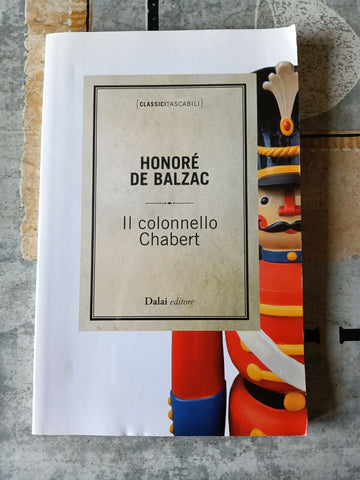 [CLASSICITASCABILI]
HONORÉ
DE BALZAC
Il colonnello
Chabert
Dalai editore